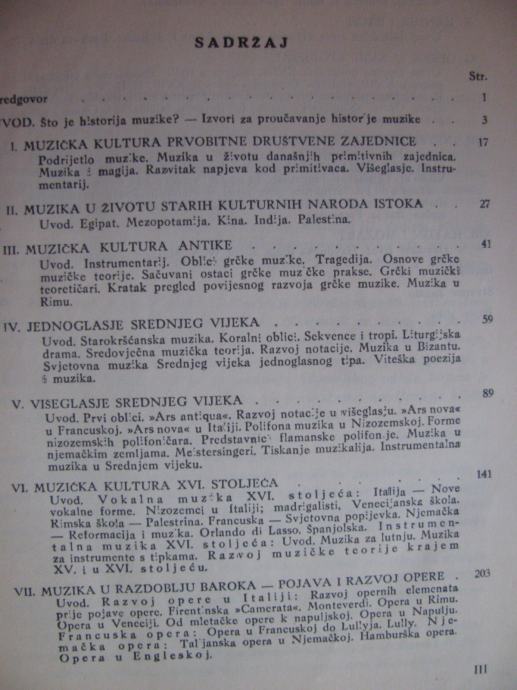 SADRŽAJ
Str.
redgovor . . . . . . . . . . . . . 1
VOD. Što je historija muzike? — Izvori za proučavanje historije muzike . 3
I. MUZIČKA KULTURA PRVOBITNE DRUŠTVENE ZAJEDNICE . . 17
Podrijetlo muzike. Muzika u životu današnjih primitivnih zajednica.
Muzika i magija. Razvitak napjeva kod primitivaca. Višeglasje. Instru-
mentarij.
II. MUZIKA U ŽIVOTU STARIH KULTURNIH NARODA ISTOKA . . 27
Uvod. Egipat. Mezopotamija. Kina. Indija. Palestina.
III. MUZIČKA KULTURA ANTIKE . . . . . . . . 41
Uvod. Instrumentarij. Oblici grčke muzike. Tragedija. Osnove grčke
muzičke teorije. Sačuvani ostaci grčke muzičke prakse. Grčki muzički
teoretičari. Kratak pregled povijesnog razvoja grčke muzike. Muzika u
Rimu.
IV. JEDNOGLASJE SREDNJEG VIJEKA . . . . . . . 59
Uvod. Starokršćanska muzika. Koralni oblici. Sekvence i tropi. Liturgijska
drama. Sredovječna muzička teorija. Razvoj notacije. Muzika u Bizantu.
Svjetovna muzika Srednjeg vijeka jednoglasnog tipa. Viteška poezija
i muzika.
V. VIŠEGLASJE SREDNJEG VIJEKA . . . . . . . 89
Uvod. Prvi oblici. »Ars antiqua«. Razvoj notacije u višeglasju. »Ars nova«
u Francuskoj. »Ars nova« u Italiji. Polifona muzika u Nizozemskoj. Forme
nizozemskih polifoničara. Predstavnici flamanske polifonije. Muzika u
njemačkim zemljama. Meistersingeri. Tiskanje muzikalija. Instrumentalna
muzika u Srednjem vijeku.
VI. MUZIČKA KULTURA XVI. STOLJEĆA . . . . . . 141
Uvod. Vokalna muzika XVI. stoljeća: Italija — Nove
vokalne forme. Nizozemci u Italiji; madrigalisti, Venecijanska škola.
Rimska škola — Palestrina. Francuska — Svjetovna popijevka. Njemačka
— Reformacija i muzika. Orlando di Lasso. Španjolska. Instrumen-
talna muzika XVI. stoljeća: Uvod. Muzika za lutnju. Muzika
za instrumente s tipkama. Razvoj muzičke teorije krajem
XV. i u XVI. stoljeću.
VII. MUZIKA U RAZDOBLJU BAROKA — POJAVA I RAZVOJ OPERE . 203
Uvod. Razvoj opere u Italiji: Razvoj opernih elemenata
prije pojave opere. Firentinska »Camerata«. Monteverdi. Opera u Rimu.
Opera u Veneciji. Od mletačke opere k napuljskoj. Opera u Napulju.
Francuska opera: Opera u Francuskoj do Lullyja. Lully. Nje-
mačka opera: Talijanska opera u Njemačkoj. Hamburška opera.
Opera u Engleskoj.
III